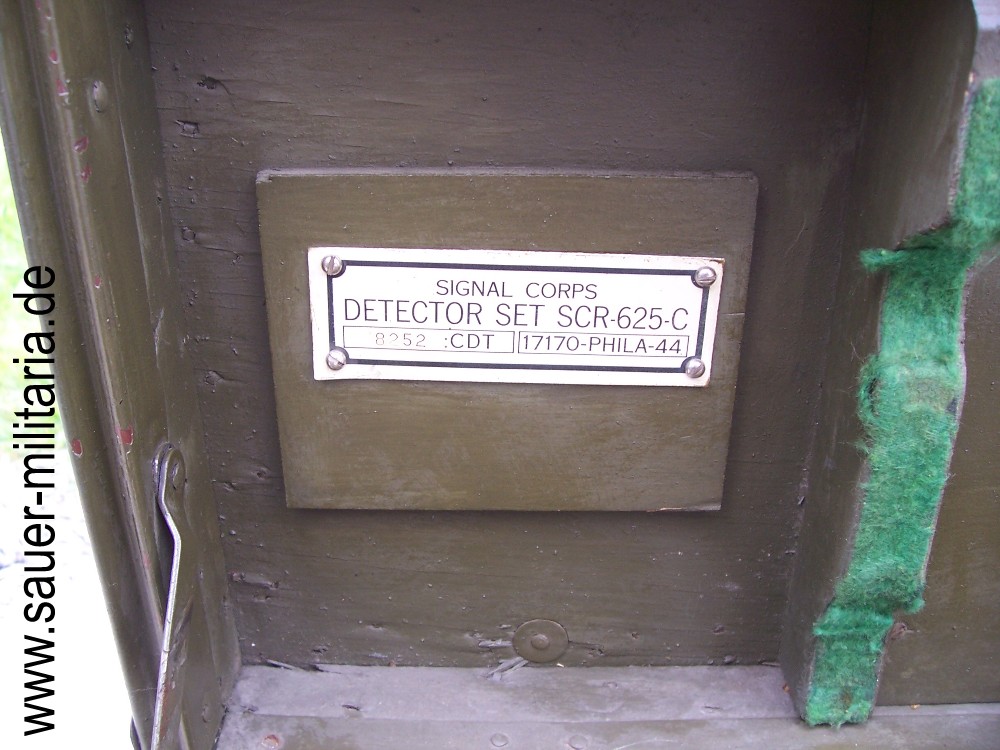 SIGNAL CORPS
DETECTOR SET SCR-625-C
8252 :CDT 17170-PHILA-44
www.sauer-militaria.de